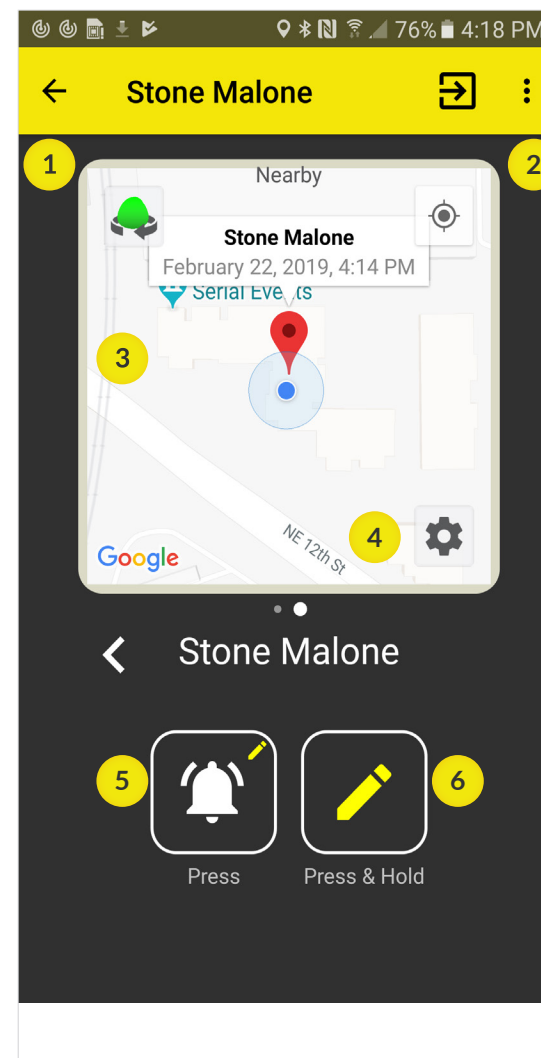 76% 4:18 PM
Stone Malone
1
2
Nearby
Stone Malone
February 22, 2019, 4:14 PM
Serial Events
3
NE 12th St
4
Google
Stone Malone
5
6
Press
Press & Hold